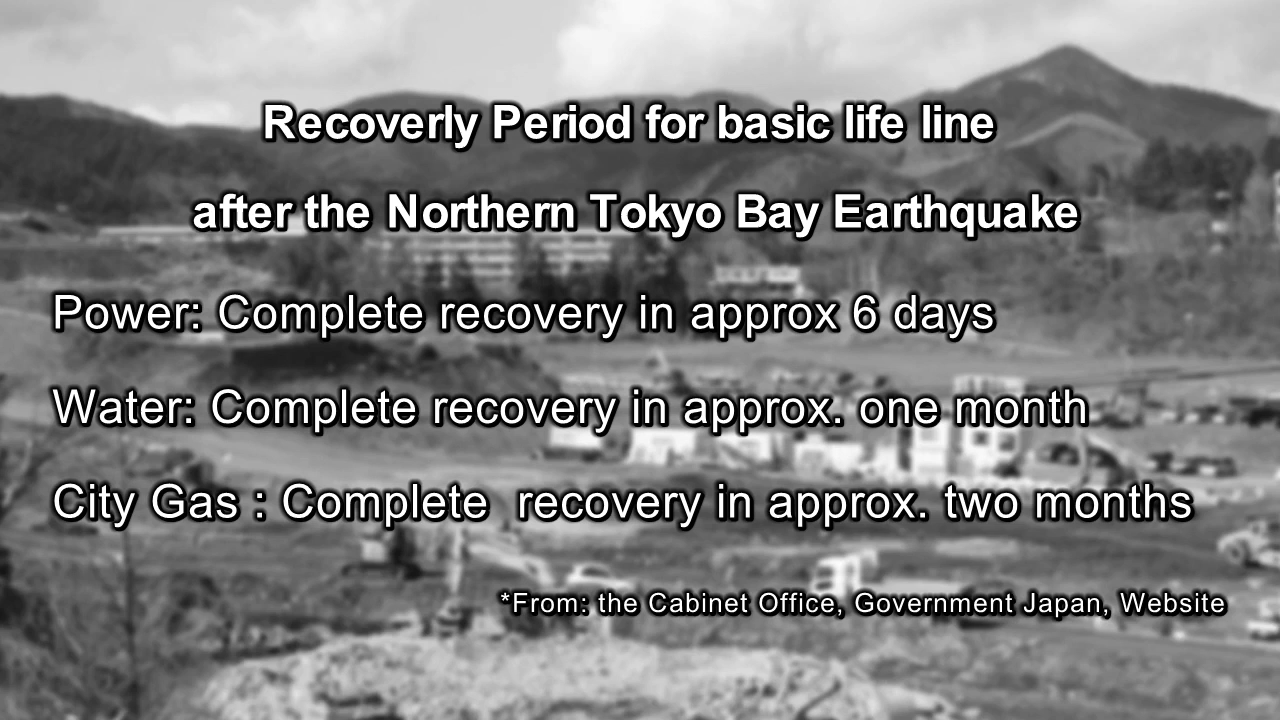 Recoverly Period for basic life line
after the Northern Tokyo Bay Earthquake
Power: Complete recovery in approx 6 days
Water: Complete recovery in approx. one month
City Gas : Complete  recovery in approx. two months
*From: the Cabinet Office, Government Japan, Website